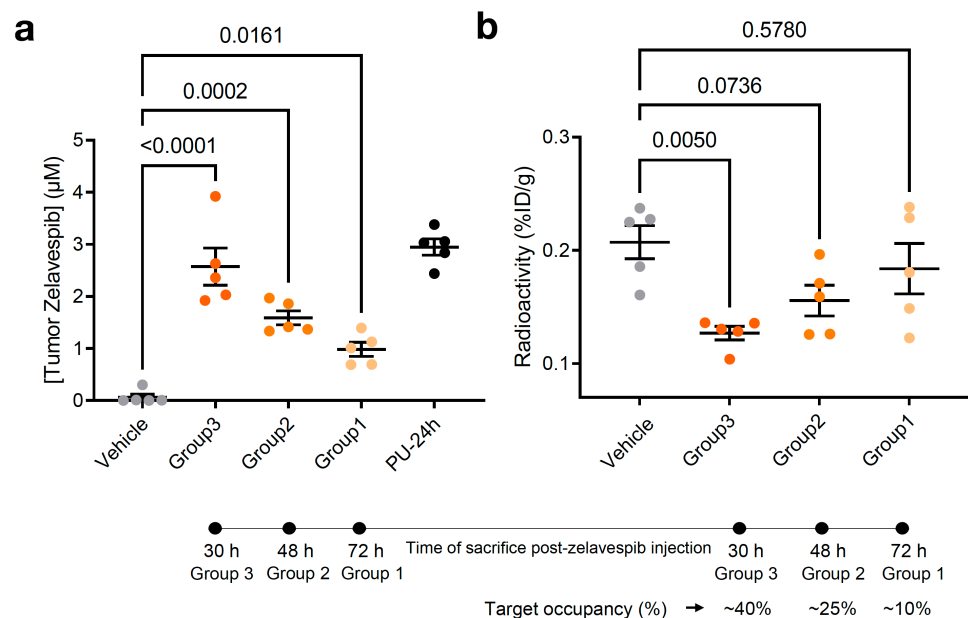 a
0.0161
0.0002
<0.0001
[Tumor Zelavespib] (µM)
5
4
3
2
1
0
Vehicle
Group3
Group2
Group1
PU-24h
b
0.5780
0.0736
0.0050
Radioactivity (%ID/g)
0.3
0.2
0.1
Vehicle
Group3
Group2
Group1
30 h 48 h 72 h Time of sacrifice post-zelavespib injection 30 h 48 h 72 h
Group 3 Group 2 Group 1 Group 3 Group 2 Group 1
Target occupancy (%) → ~40% ~25% ~10%